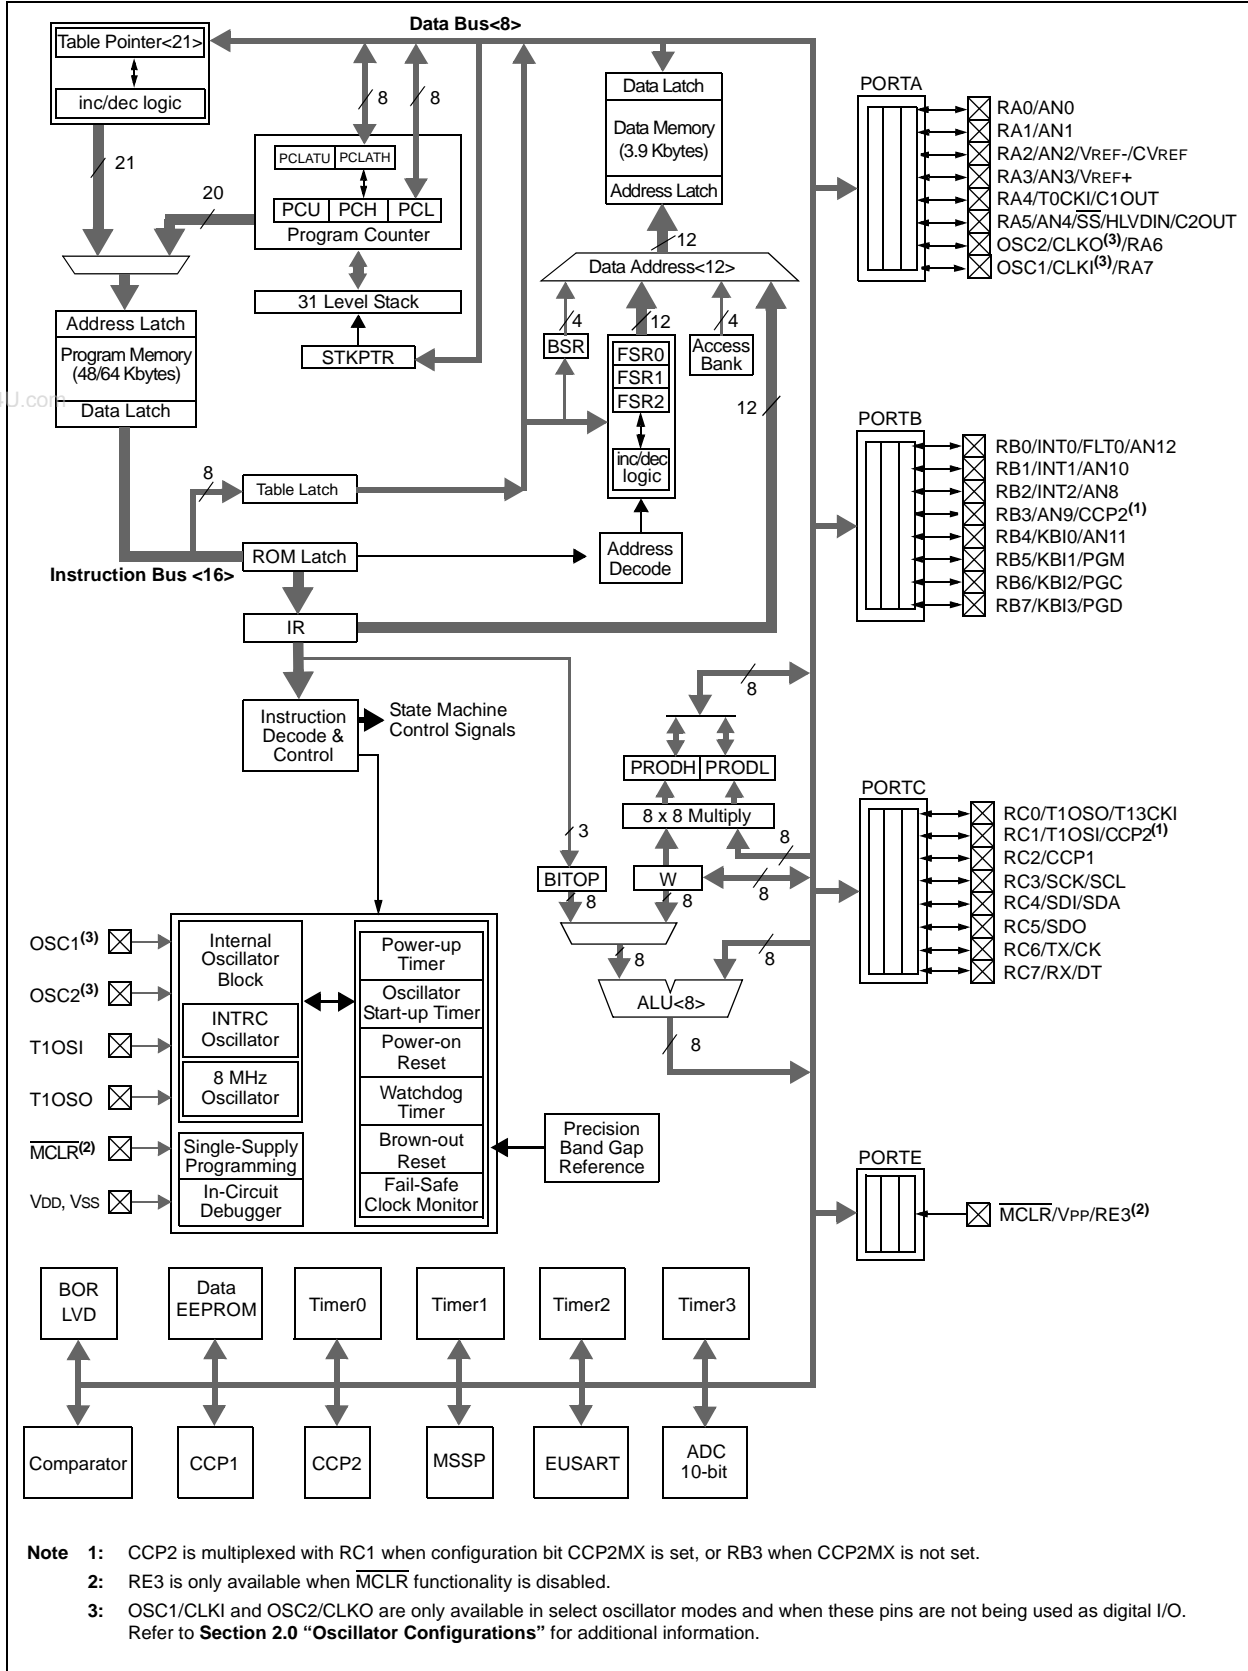 Data Bus<8>
Table Pointer<21>
inc/dec logic
21
20
8
8
PCLATU PCLATH
PCU PCH PCL
Program Counter
31 Level Stack
STKPTR
Address Latch
Program Memory
(48/64 Kbytes)
Data Latch
U.com
8
Table Latch
ROM Latch
Instruction Bus <16>
IR
Instruction
Decode &
Control
State Machine
Control Signals
Data Latch
Data Memory
(3.9 Kbytes)
Address Latch
12
Data Address<12>
4
12
4
BSR
FSR0
FSR1
FSR2
inc/dec
logic
Access
Bank
12
Address
Decode
8
PRODH PRODL
8 x 8 Multiply
3
8
BITOP
W
8
8
8
8
8
ALU<8>
8
OSC1(3)
OSC2(3)
T1OSI
T1OSO
MCLR(2)
VDD, VSS
Internal
Oscillator
Block
INTRC
Oscillator
8 MHz
Oscillator
Single-Supply
Programming
In-Circuit
Debugger
Power-up
Timer
Oscillator
Start-up Timer
Power-on
Reset
Watchdog
Timer
Brown-out
Reset
Fail-Safe
Clock Monitor
Precision
Band Gap
Reference
PORTA
RA0/AN0
RA1/AN1
RA2/AN2/VREF-/CVREF
RA3/AN3/VREF+
RA4/T0CKI/C1OUT
RA5/AN4/SS/HLVDIN/C2OUT
OSC2/CLKO(3)/RA6
OSC1/CLKI(3)/RA7
PORTB
RB0/INT0/FLT0/AN12
RB1/INT1/AN10
RB2/INT2/AN8
RB3/AN9/CCP2(1)
RB4/KBI0/AN11
RB5/KBI1/PGM
RB6/KBI2/PGC
RB7/KBI3/PGD
PORTC
RC0/T1OSO/T13CKI
RC1/T1OSI/CCP2(1)
RC2/CCP1
RC3/SCK/SCL
RC4/SDI/SDA
RC5/SDO
RC6/TX/CK
RC7/RX/DT
PORTE
MCLR/VPP/RE3(2)
BOR
LVD
Data
EEPROM
Timer0
Timer1
Timer2
Timer3
Comparator
CCP1
CCP2
MSSP
EUSART
ADC
10-bit
Note 1: CCP2 is multiplexed with RC1 when configuration bit CCP2MX is set, or RB3 when CCP2MX is not set.
2: RE3 is only available when MCLR functionality is disabled.
3: OSC1/CLKI and OSC2/CLKO are only available in select oscillator modes and when these pins are not being used as digital I/O.
Refer to Section 2.0 “Oscillator Configurations” for additional information.